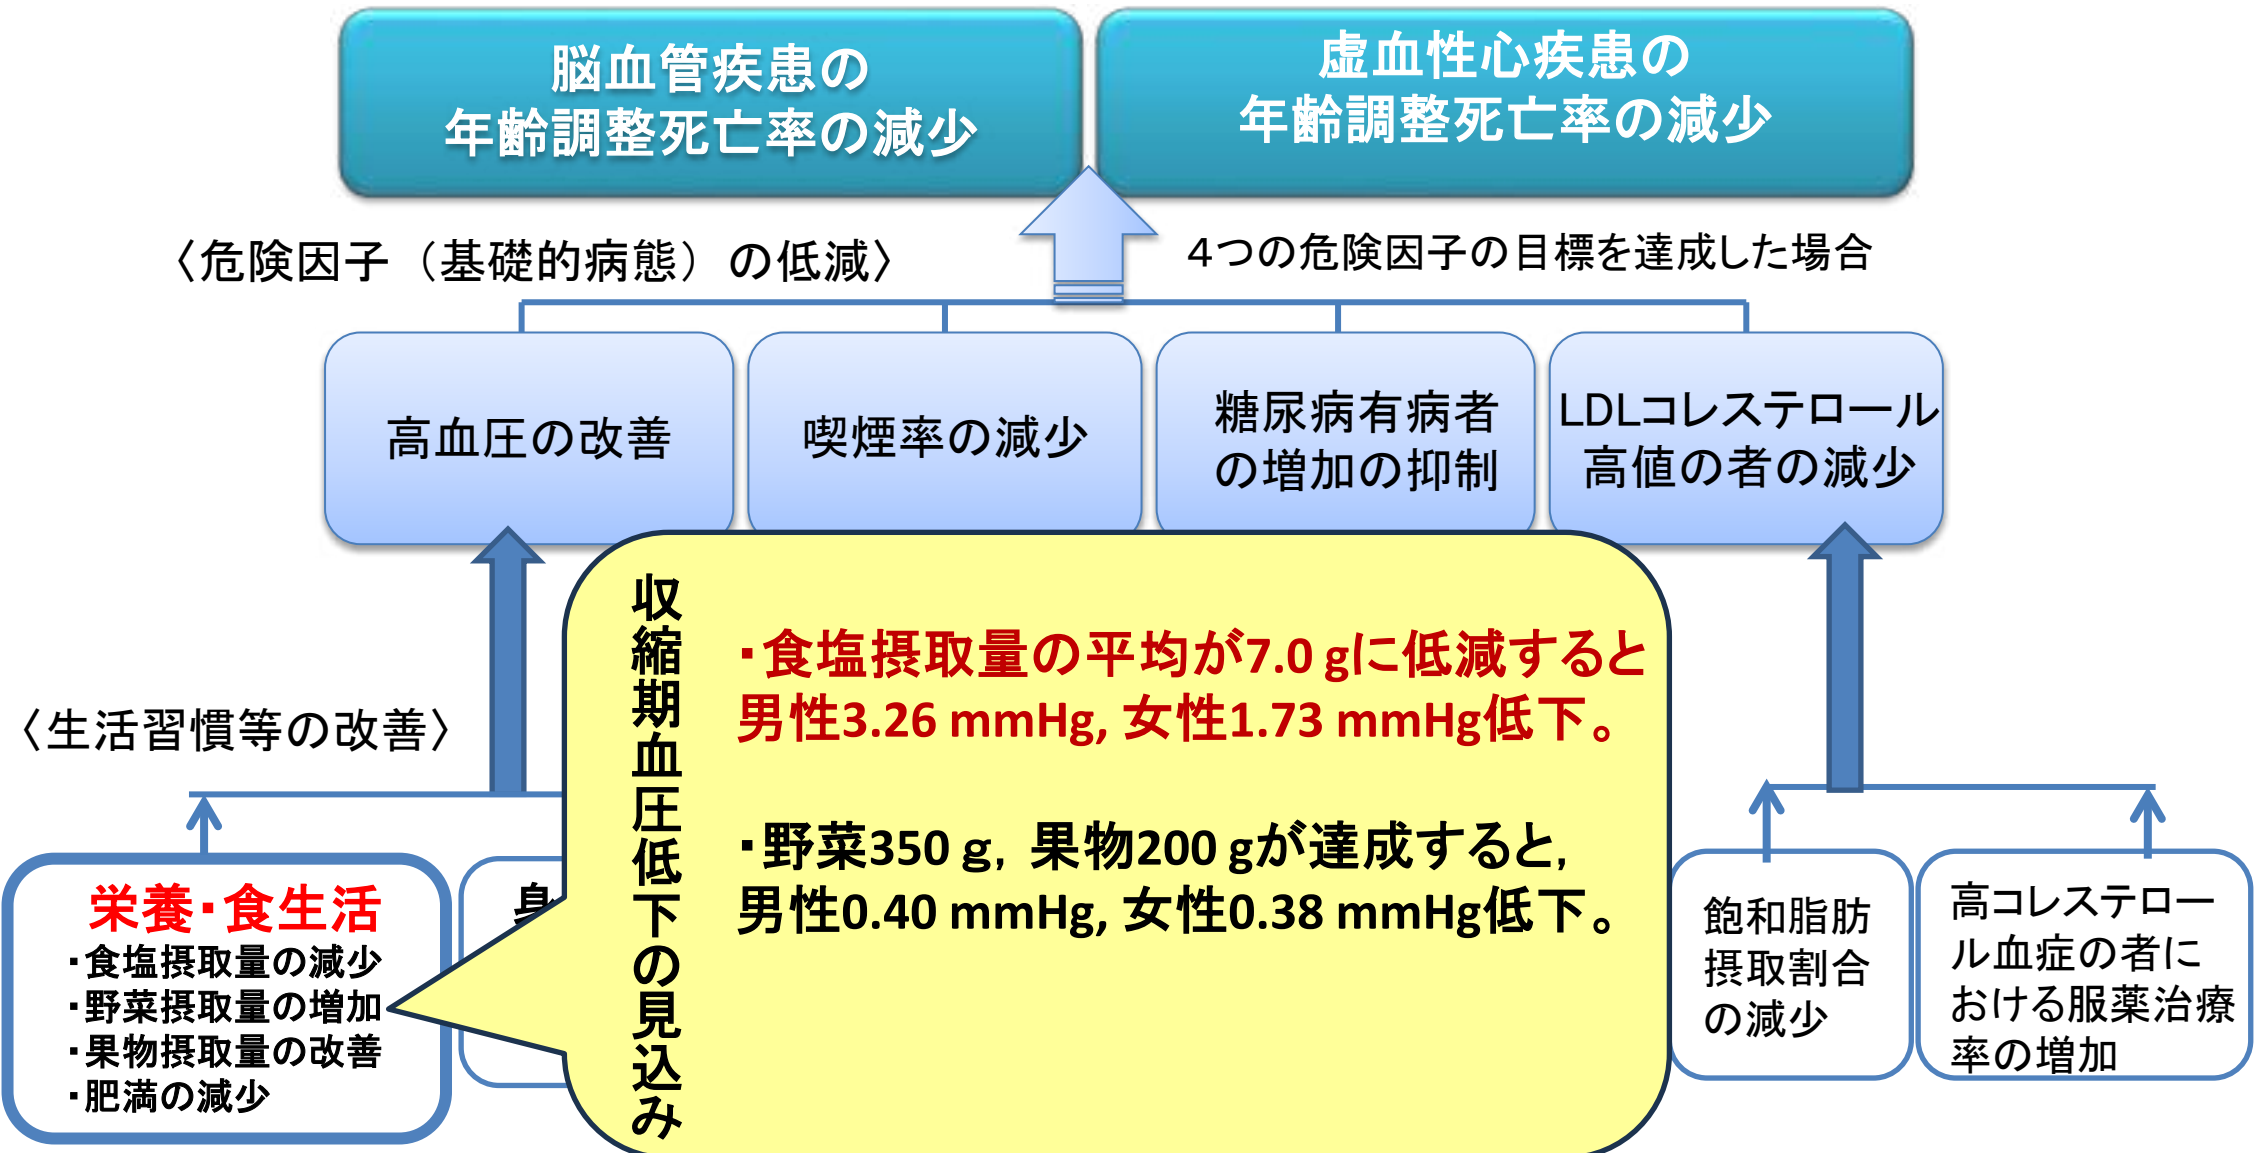 脳血管疾患の
年齢調整死亡率の減少
虚血性心疾患の
年齢調整死亡率の減少
〈危険因子（基礎的病態）の低減〉
４つの危険因子の目標を達成した場合
高血圧の改善
喫煙率の減少
糖尿病有病者
の増加の抑制
LDLコレステロール
高値の者の減少
〈生活習慣等の改善〉
収縮期血圧低下の見込み
・食塩摂取量の平均が7.0 gに低減すると
男性3.26 mmHg, 女性1.73 mmHg低下。
・野菜350 g, 果物200 gが達成すると,
男性0.40 mmHg, 女性0.38 mmHg低下。
栄養・食生活
・食塩摂取量の減少
・野菜摂取量の増加
・果物摂取量の改善
・肥満の減少
飽和脂肪
摂取割合
の減少
高コレステロー
ル血症の者に
おける服薬治療
率の増加